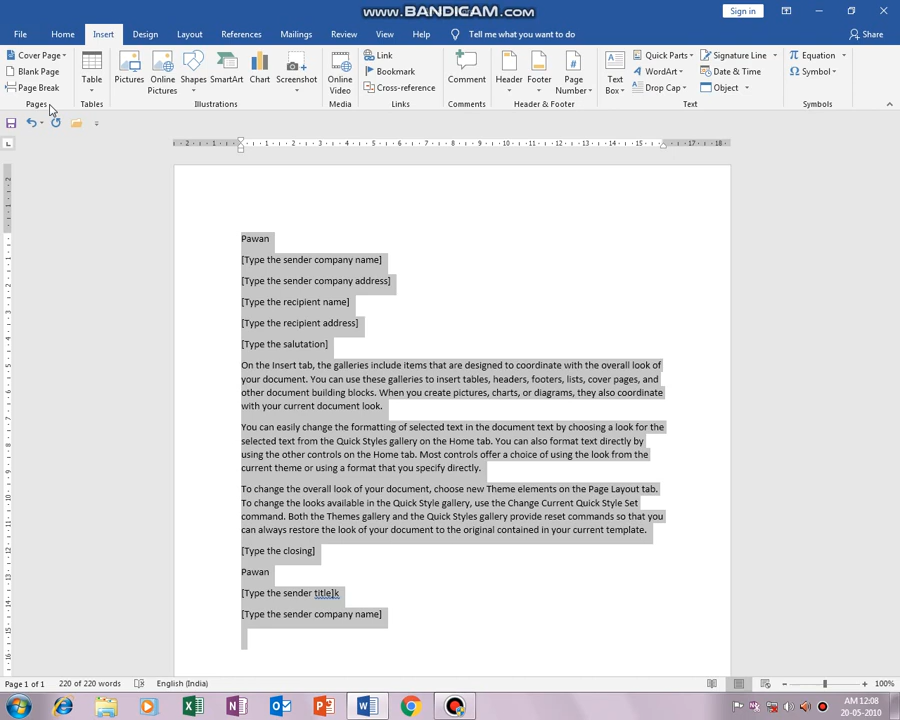 www.BANDICAM.com
Sign in
File
Home
Insert
Design
Layout
References
Mailings
Review
View
Help
Tell me what you want to do
Share
Cover Page
Blank Page
Page Break
Pages
Table
Tables
Pictures
Online
Pictures
Shapes
SmartArt
Chart
Screenshot
Illustrations
Online
Video
Media
Link
Bookmark
Cross-reference
Links
Comment
Comments
Header
Footer
Page
Number
Header & Footer
Text
Box
Quick Parts
WordArt
Drop Cap
Signature Line
Date & Time
Object
Text
Equation
Symbol
Symbols
Pawan
[Type the sender company name]
[Type the sender company address]
[Type the recipient name]
[Type the recipient address]
[Type the salutation]
On the Insert tab, the galleries include items that are designed to coordinate with the overall look of
your document. You can use these galleries to insert tables, headers, footers, lists, cover pages, and
other document building blocks. When you create pictures, charts, or diagrams, they also coordinate
with your current document look.
You can easily change the formatting of selected text in the document text by choosing a look for the
selected text from the Quick Styles gallery on the Home tab. You can also format text directly by
using the other controls on the Home tab. Most controls offer a choice of using the look from the
current theme or using a format that you specify directly.
To change the overall look of your document, choose new Theme elements on the Page Layout tab.
To change the looks available in the Quick Style gallery, use the Change Current Quick Style Set
command. Both the Themes gallery and the Quick Styles gallery provide reset commands so that you
can always restore the look of your document to the original contained in your current template.
[Type the closing]
Pawan
[Type the sender title]k
[Type the sender company name]
Page 1 of 1
220 of 220 words
English (India)
100%
AM 12:08
20-05-2010